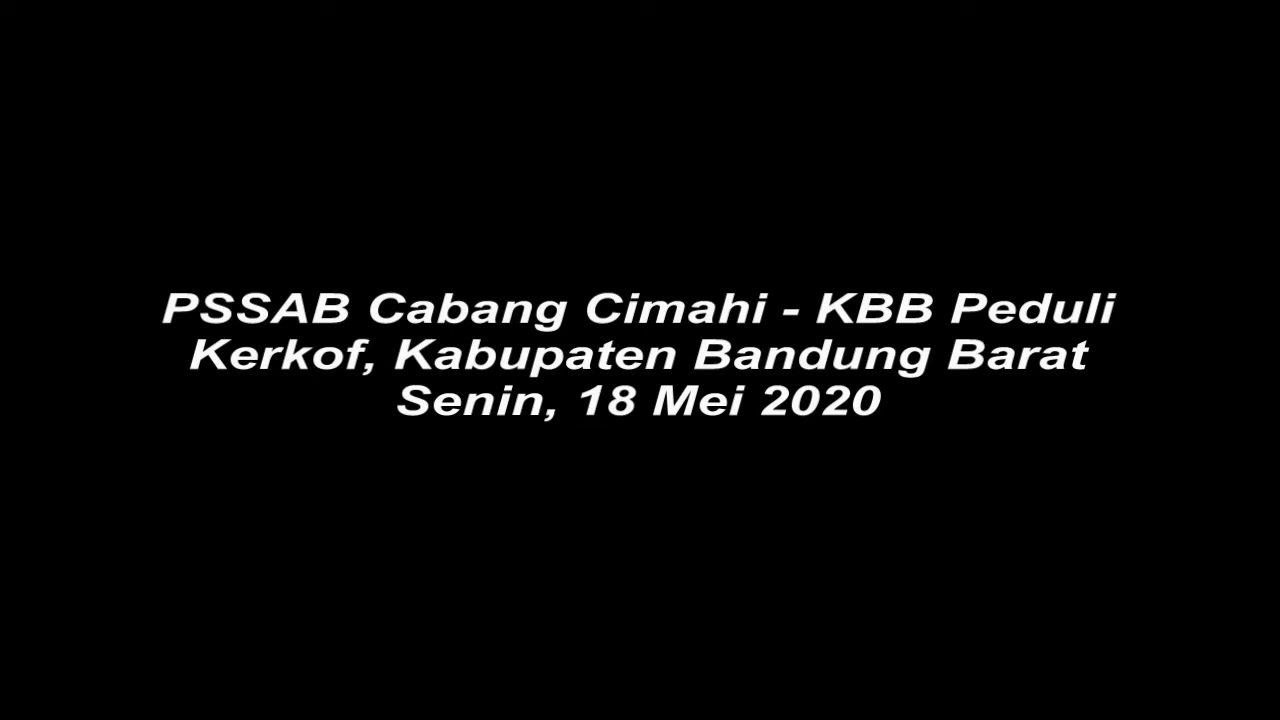 PSSAB Cabang Cimahi - KBB Peduli
Kerkof, Kabupaten Bandung Barat
Senin, 18 Mei 2020